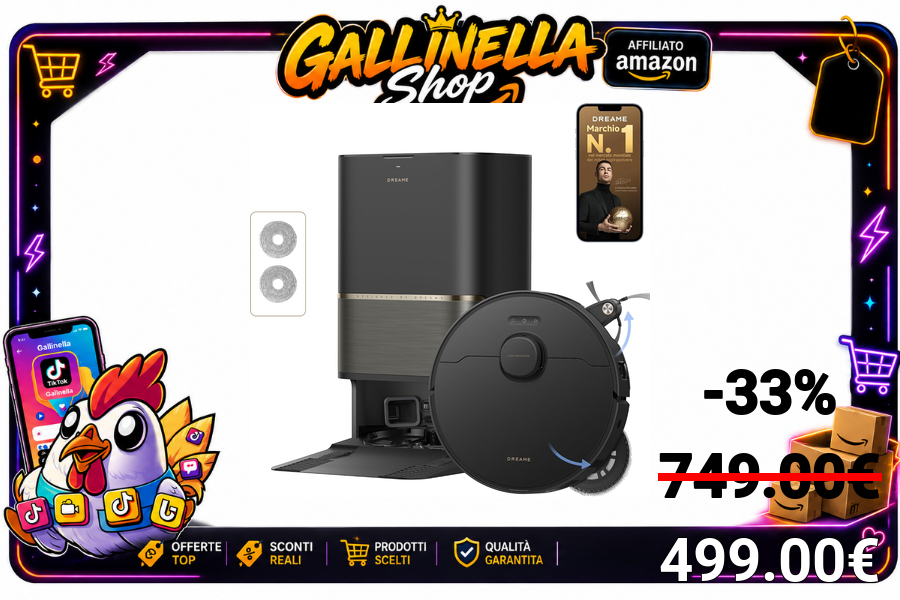 GALLINELLA
Shop
AFFILIATO
amazon
DREAME
Marchio
N. 1
DREAME
Gallinella
TikTok
Gallinella
DREAME
-33%
749.00€
499.00€
OFFERTE
TOP
SCONTI
REALI
PRODOTTI
SCELTI
QUALITÀ
GARANTITA